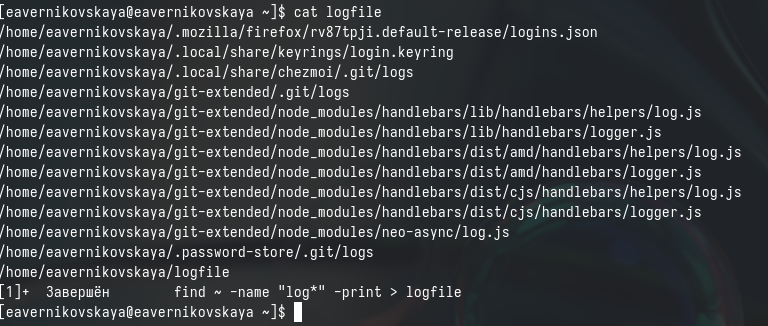 [eavernikovskaya@eavernikovskaya ~]$ cat logfile
/home/eavernikovskaya/.mozilla/firefox/rv87tpji.default-release/logins.json
/home/eavernikovskaya/.local/share/keyrings/login.keyring
/home/eavernikovskaya/.local/share/chezmoi/.git/logs
/home/eavernikovskaya/git-extended/.git/logs
/home/eavernikovskaya/git-extended/node_modules/handlebars/lib/handlebars/helpers/log.js
/home/eavernikovskaya/git-extended/node_modules/handlebars/lib/handlebars/logger.js
/home/eavernikovskaya/git-extended/node_modules/handlebars/dist/amd/handlebars/helpers/log.js
/home/eavernikovskaya/git-extended/node_modules/handlebars/dist/amd/handlebars/logger.js
/home/eavernikovskaya/git-extended/node_modules/handlebars/dist/cjs/handlebars/helpers/log.js
/home/eavernikovskaya/git-extended/node_modules/handlebars/dist/cjs/handlebars/logger.js
/home/eavernikovskaya/git-extended/node_modules/neo-async/log.js
/home/eavernikovskaya/.password-store/.git/logs
/home/eavernikovskaya/logfile
[1]+  Завершён        find ~ -name "log*" -print > logfile
[eavernikovskaya@eavernikovskaya ~]$